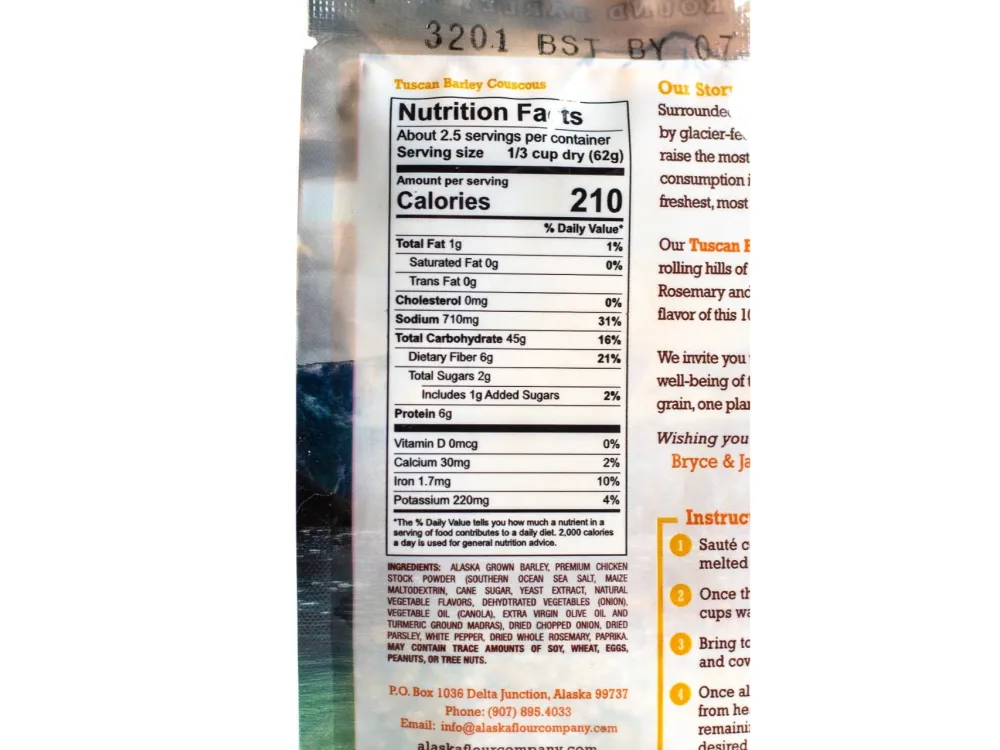 3201 BST BY 07
Tuscan Barley Couscous
Nutrition Facts
About 2.5 servings per container
Serving size 1/3 cup dry (62g)
Amount per serving
Calories 210
% Daily Value*
Total Fat 1g 1%
Saturated Fat 0g 0%
Trans Fat 0g
Cholesterol 0mg 0%
Sodium 710mg 31%
Total Carbohydrate 45g 16%
Dietary Fiber 6g 21%
Total Sugars 2g
Includes 1g Added Sugars 2%
Protein 6g
Vitamin D 0mcg 0%
Calcium 30mg 2%
Iron 1.7mg 10%
Potassium 220mg 4%
*The % Daily Value tells you how much a nutrient in a
serving of food contributes to a daily diet. 2,000 calories
a day is used for general nutrition advice.
INGREDIENTS: ALASKA GROWN BARLEY, PREMIUM CHICKEN
STOCK POWDER (SOUTHERN OCEAN SEA SALT, MAIZE
MALTODEXTRIN, CANE SUGAR, YEAST EXTRACT, NATURAL
VEGETABLE FLAVORS, DEHYDTRATED VEGETABLES (ONION),
VEGETABLE OIL (CANOLA), EXTRA VIRGIN OLIVE OIL AND
TURMERIC GROUND MADRAS), DRIED CHOPPED ONION, DRIED
PARSLEY, WHITE PEPPER, DRIED WHOLE ROSEMARY, PAPRIKA.
MAY CONTAIN TRACE AMOUNTS OF SOY, WHEAT, EGGS,
PEANUTS, OR TREE NUTS.
P.O. Box 1036 Delta Junction, Alaska 99737
Phone: (907) 895.4033
Email: info@alaskaflourcompany.com
alaskaflourcompany.com
Our Story
Surrounded
by glacier-fe
raise the most
consumption i
freshest, most
Our Tuscan B
rolling hills of
Rosemary and
flavor of this 10
We invite you
well-being of t
grain, one plan
Wishing you
Bryce & Ja
Instruc
1 Sauté c
melted
2 Once th
cups wa
3 Bring to
and cov
4 Once al
from he
remaini
desired